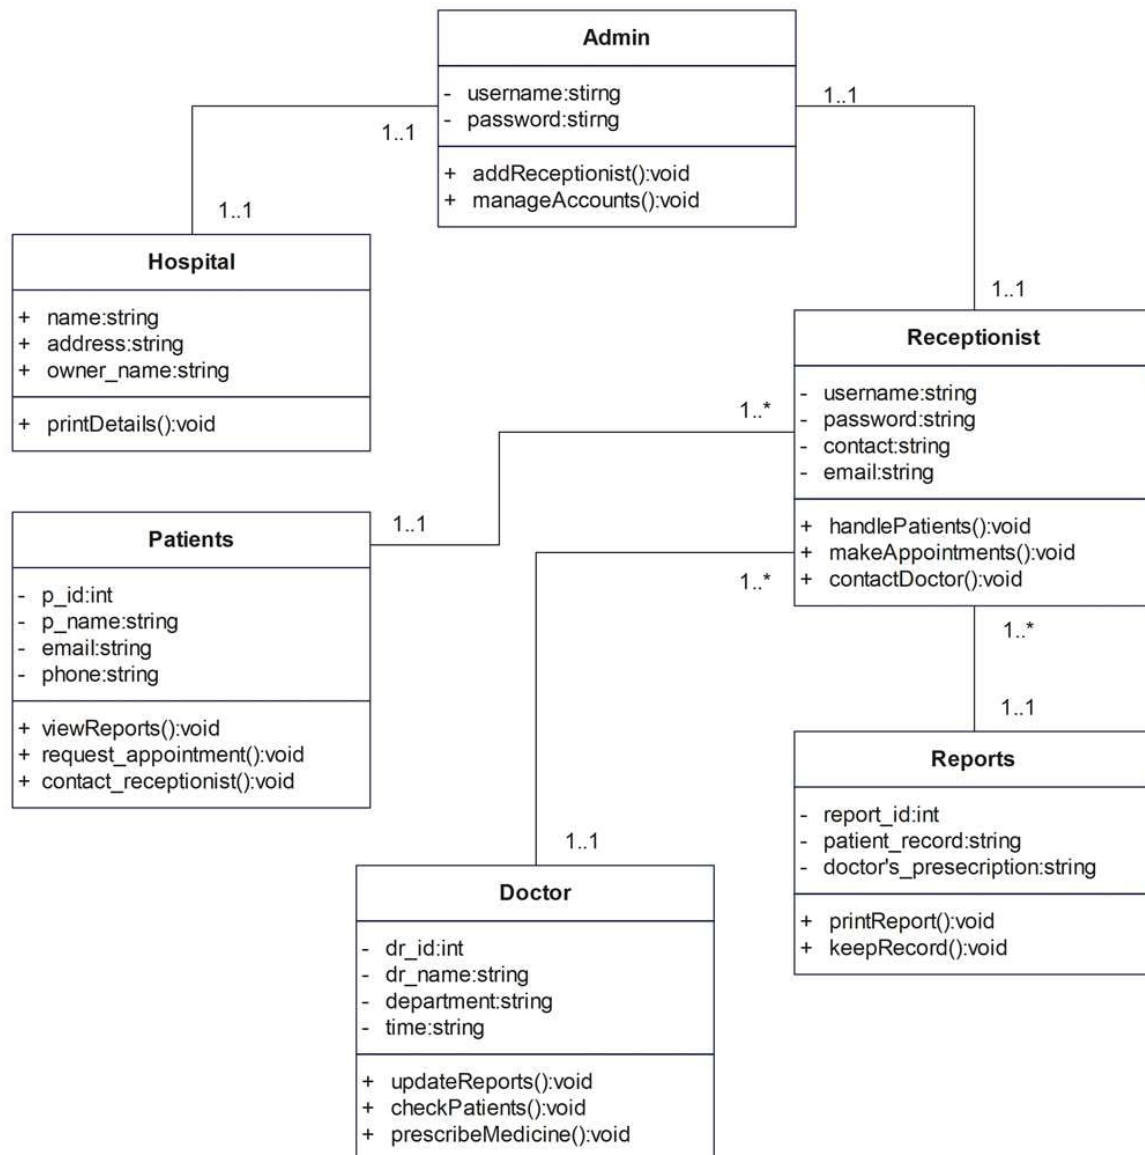 Admin
- username:stirng
- password:stirng
+ addReceptionist():void
+ manageAccounts():void
1..1
1..1
1..1
1..1
Hospital
+ name:string
+ address:string
+ owner_name:string
+ printDetails():void
Receptionist
- username:string
- password:string
- contact:string
- email:string
+ handlePatients():void
+ makeAppointments():void
+ contactDoctor():void
1..*
1..1
1..*
1..*
1..1
1..1
Patients
- p_id:int
- p_name:string
- email:string
- phone:string
+ viewReports():void
+ request_appointment():void
+ contact_receptionist():void
Reports
- report_id:int
- patient_record:string
- doctor's_presecription:string
+ printReport():void
+ keepRecord():void
Doctor
- dr_id:int
- dr_name:string
- department:string
- time:string
+ updateReports():void
+ checkPatients():void
+ prescribeMedicine():void